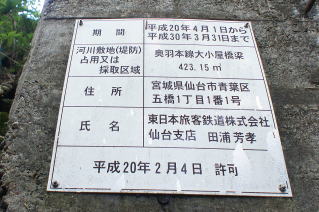 期間
平成20年4月1日から
平成30年3月31日まで
河川敷地(堤防)
占用又は
採取区域
奥羽本線大小屋橋梁
423.15㎡
住所
宮城県仙台市青葉区
五橋1丁目1番1号
氏名
東日本旅客鉄道株式会社
仙台支店 田浦芳孝
平成20年2月4日 許可